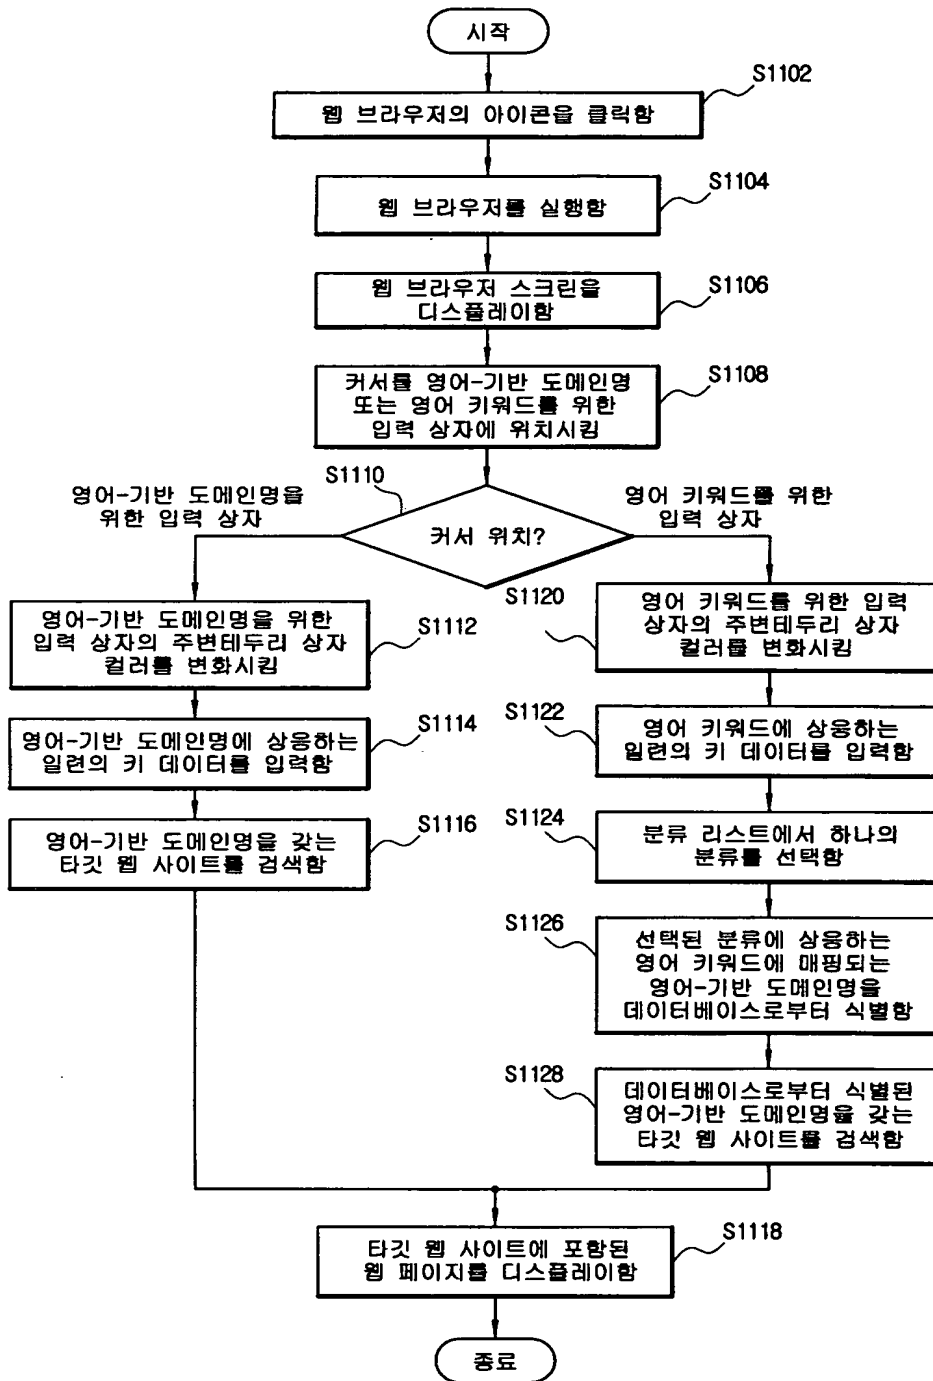 시작
S1102
웹 브라우저의 아이콘을 클릭함
S1104
웹 브라우저를 실행함
S1106
웹 브라우저 스크린을
디스플레이함
S1108
커서를 영어-기반 도메인명
또는 영어 키워드를 위한
입력 상자에 위치시킴
S1110
커서 위치?
영어-기반 도메인명을
위한 입력 상자
영어 키워드를 위한
입력 상자
S1112
영어-기반 도메인명을 위한
입력 상자의 주변테두리 상자
컬러를 변화시킴
S1114
영어-기반 도메인명에 상응하는
일련의 키 데이터를 입력함
S1116
영어-기반 도메인명을 갖는
타깃 웹 사이트를 검색함
S1120
영어 키워드를 위한 입력
상자의 주변테두리 상자
컬러를 변화시킴
S1122
영어 키워드에 상응하는
일련의 키 데이터를 입력함
S1124
분류 리스트에서 하나의
분류를 선택함
S1126
선택된 분류에 상응하는
영어 키워드에 매핑되는
영어-기반 도메인명을
데이터베이스로부터 식별함
S1128
데이터베이스로부터 식별된
영어-기반 도메인명을 갖는
타깃 웹 사이트를 검색함
S1118
타깃 웹 사이트에 포함된
웹 페이지를 디스플레이함
종료